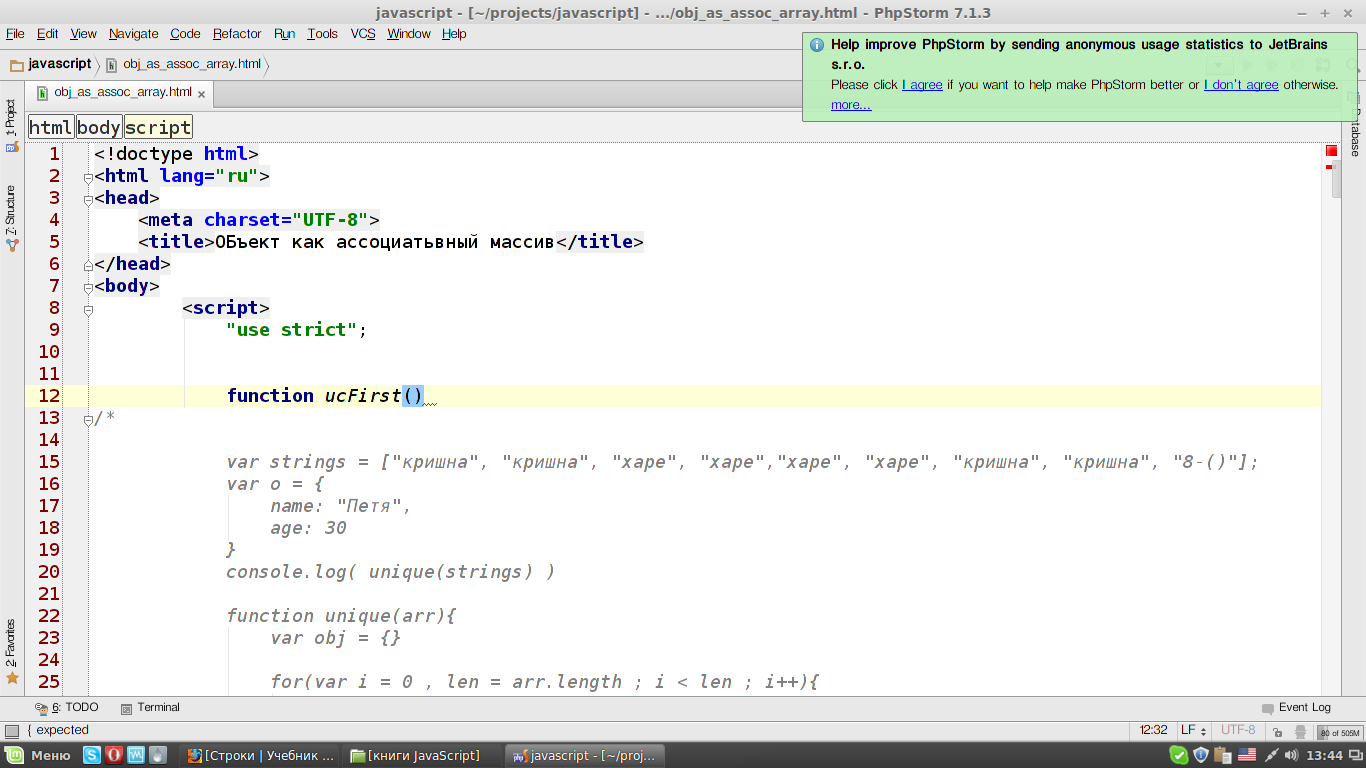 javascript - [~/projects/javascript] - .../obj_as_assoc_array.html - PhpStorm 7.1.3
File Edit View Navigate Code Refactor Run Tools VCS Window Help
javascript obj_as_assoc_array.html
Help improve PhpStorm by sending anonymous usage statistics to JetBrains
s.r.o.
Please click I agree if you want to help make PhpStorm better or I don't agree otherwise.
more...
obj_as_assoc_array.html
1: Project
7: Structure
2: Favorites
Database
html body script
1 <!doctype html>
2 <html lang="ru">
3 <head>
4 <meta charset="UTF-8">
5 <title>ОБъект как ассоциатьвный массив</title>
6 </head>
7 <body>
8 <script>
9 "use strict";
10
11
12 function ucFirst()
13 /*
14
15 var strings = ["кришна", "кришна", "харе", "харе","харе", "харе", "кришна", "кришна", "8-()"];
16 var o = {
17 name: "Петя",
18 age: 30
19 }
20 console.log( unique(strings) )
21
22 function unique(arr){
23 var obj = {}
24
25 for(var i = 0 , len = arr.length ; i < len ; i++){
6: TODO Terminal Event Log
{ expected 12:32 LF UTF-8 80 of 505M
Меню [Строки | Учебник ... [книги JavaScript] javascript - [~/proj... 13:44